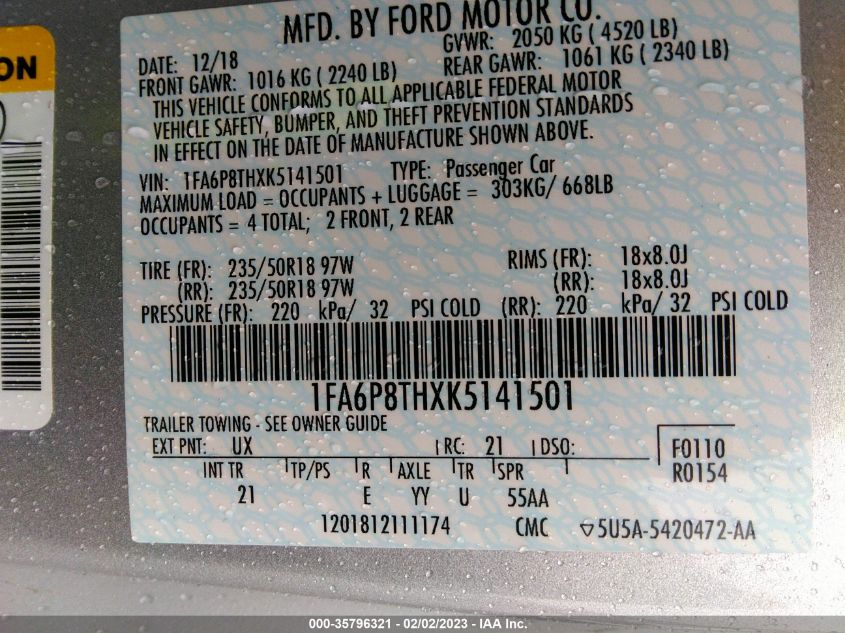 MFD. BY FORD MOTOR CO.
DATE: 12/18 GVWR: 2050 KG ( 4520 LB)
FRONT GAWR: 1016 KG ( 2240 LB) REAR GAWR: 1061 KG ( 2340 LB)
THIS VEHICLE CONFORMS TO ALL APPLICABLE FEDERAL MOTOR
VEHICLE SAFETY, BUMPER, AND THEFT PREVENTION STANDARDS
IN EFFECT ON THE DATE OF MANUFACTURE SHOWN ABOVE.
VIN: 1FA6P8THXK5141501 TYPE: Passenger Car
MAXIMUM LOAD = OCCUPANTS + LUGGAGE = 303KG/ 668LB
OCCUPANTS = 4 TOTAL; 2 FRONT, 2 REAR
TIRE (FR): 235/50R18 97W RIMS (FR): 18x8.0J
(RR): 235/50R18 97W (RR): 18x8.0J
PRESSURE (FR): 220 kPa/ 32 PSI COLD (RR): 220 kPa/ 32 PSI COLD
1FA6P8THXK5141501
TRAILER TOWING - SEE OWNER GUIDE
EXT PNT: UX RC: 21 DSO: F0110
INT TR TP/PS R AXLE TR SPR R0154
21 E YY U 55AA
1201812111174 CMC 5U5A-5420472-AA
ON
000-35796321 - 02/02/2023 - IAA Inc.